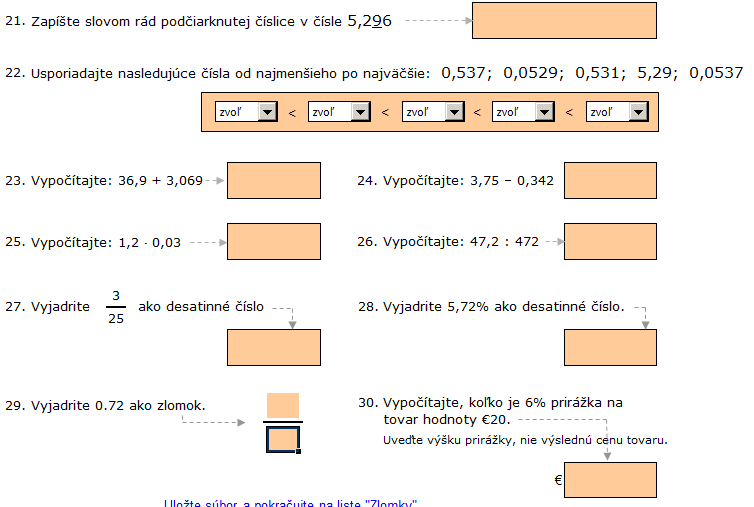 21. Zapíšte slovom rád podčiarknutej číslice v čísle 5,296
22. Usporiadajte nasledujúce čísla od najmenšieho po najväčšie: 0,537; 0,0529; 0,531; 5,29; 0,0537
zvoľ < zvoľ < zvoľ < zvoľ < zvoľ
23. Vypočítajte: 36,9 + 3,069
24. Vypočítajte: 3,75 – 0,342
25. Vypočítajte: 1,2 · 0,03
26. Vypočítajte: 47,2 : 472
27. Vyjadrite 3/25 ako desatinné číslo
28. Vyjadrite 5,72% ako desatinné číslo.
29. Vyjadrite 0.72 ako zlomok.
30. Vypočítajte, koľko je 6% prirážka na
tovar hodnoty €20.
Uveďte výšku prirážky, nie výslednú cenu tovaru.
€
Uložte súbor a pokračujte na liste "Zlomky"